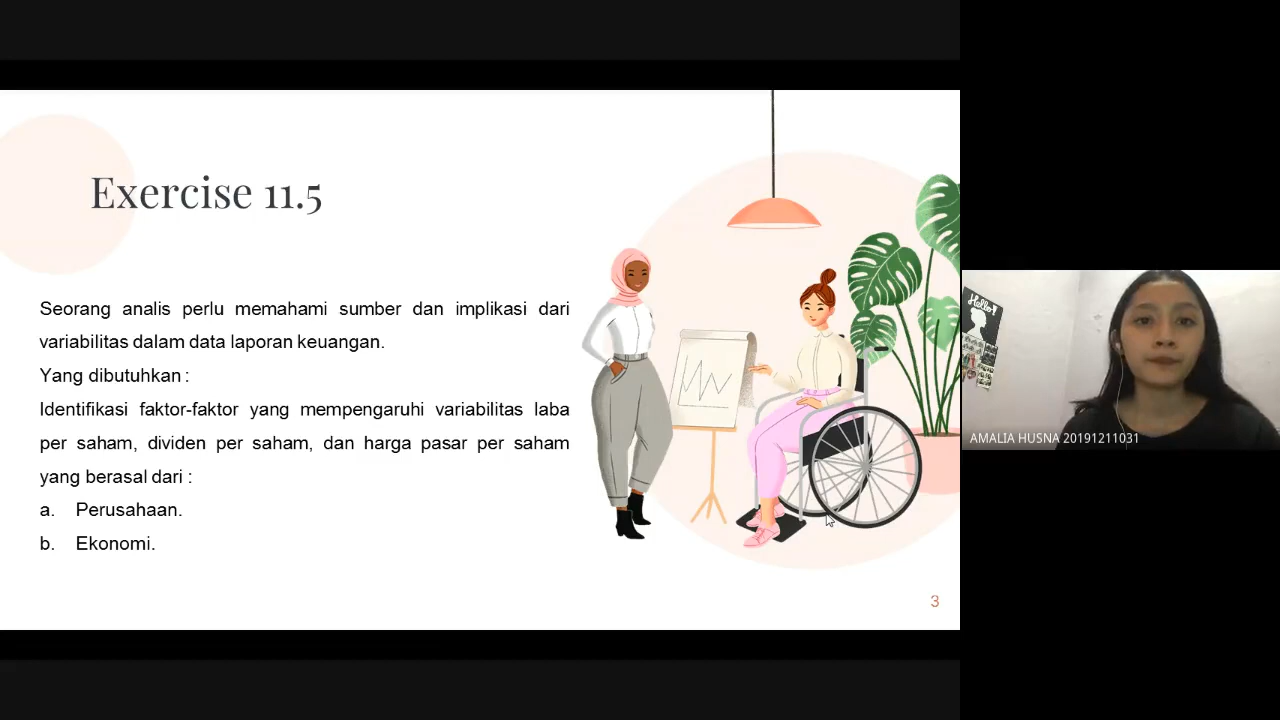 Exercise 11.5
Seorang analis perlu memahami sumber dan implikasi dari
variabilitas dalam data laporan keuangan.
Yang dibutuhkan :
Identifikasi faktor-faktor yang mempengaruhi variabilitas laba
per saham, dividen per saham, dan harga pasar per saham
yang berasal dari :
a. Perusahaan.
b. Ekonomi.
3
Hello!
AMALIA HUSNA 20191211031